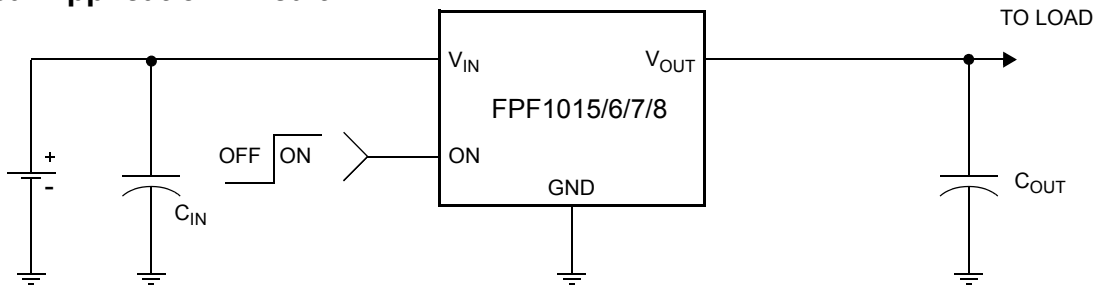 TO LOAD
V_IN V_OUT
FPF1015/6/7/8
OFF ON
ON
GND
+
-
C_IN
C_OUT